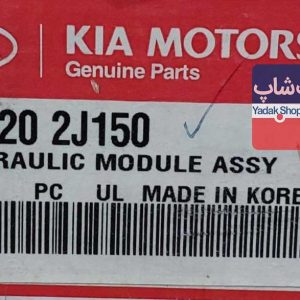 KIA MOTORS
Genuine Parts
شاپ
Yadak Shop
20 2J150
RAULIC MODULE ASSY
PC UL MADE IN KORE